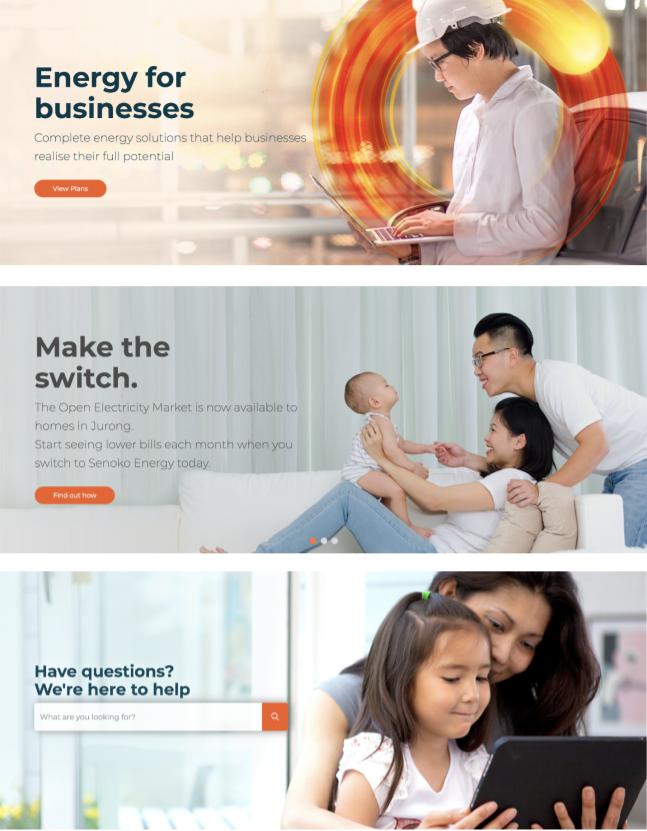 Energy for
businesses
Complete energy solutions that help businesses
realise their full potential
View Plans
Make the
switch.
The Open Electricity Market is now available to
homes in Jurong.
Start seeing lower bills each month when you
switch to Senoko Energy today.
Find out how
Have questions?
We're here to help
What are you looking for?